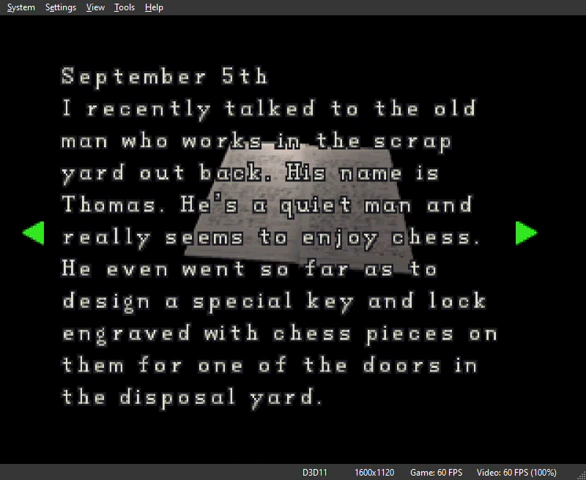 System Settings View Tools Help
September 5th
I recently talked to the old
man who works in the scrap
yard out back. His name is
Thomas. He's a quiet man and
really seems to enjoy chess.
He even went so far as to
design a special key and lock
engraved with chess pieces on
them for one of the doors in
the disposal yard.
D3D11 1600x1120 Game: 60 FPS Video: 60 FPS (100%)